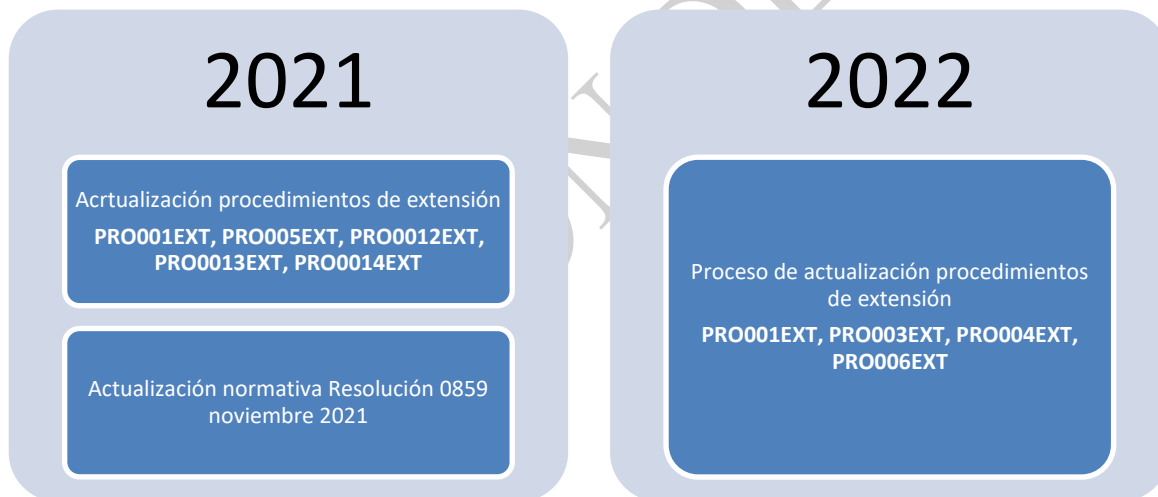 2021
Acrtualización procedimientos de extensión
PRO001EXT, PRO005EXT, PRO0012EXT,
PRO0013EXT, PRO0014EXT
Actualización normativa Resolución 0859
noviembre 2021
2022
Proceso de actualización procedimientos
de extensión
PRO001EXT, PRO003EXT, PRO004EXT,
PRO006EXT